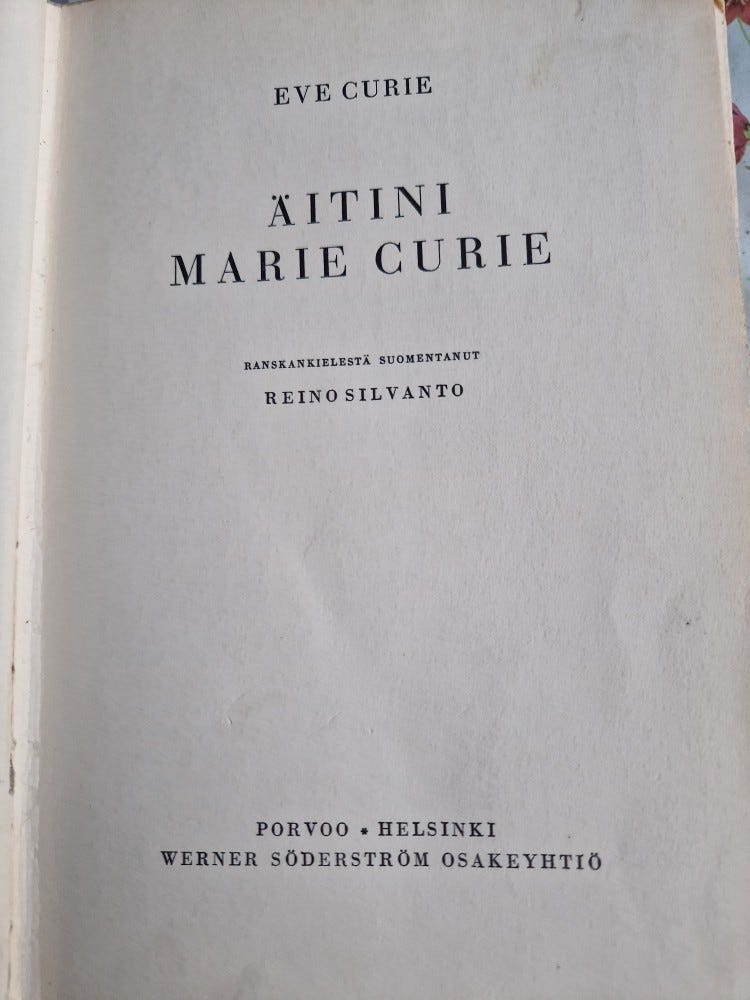 EVE CURIE
ÄITINI
MARIE CURIE
RANSKANKIELESTÄ SUOMENTANUT
REINO SILVANTO
PORVOO * HELSINKI
WERNER SÖDERSTRÖM OSAKEYHTIÖ